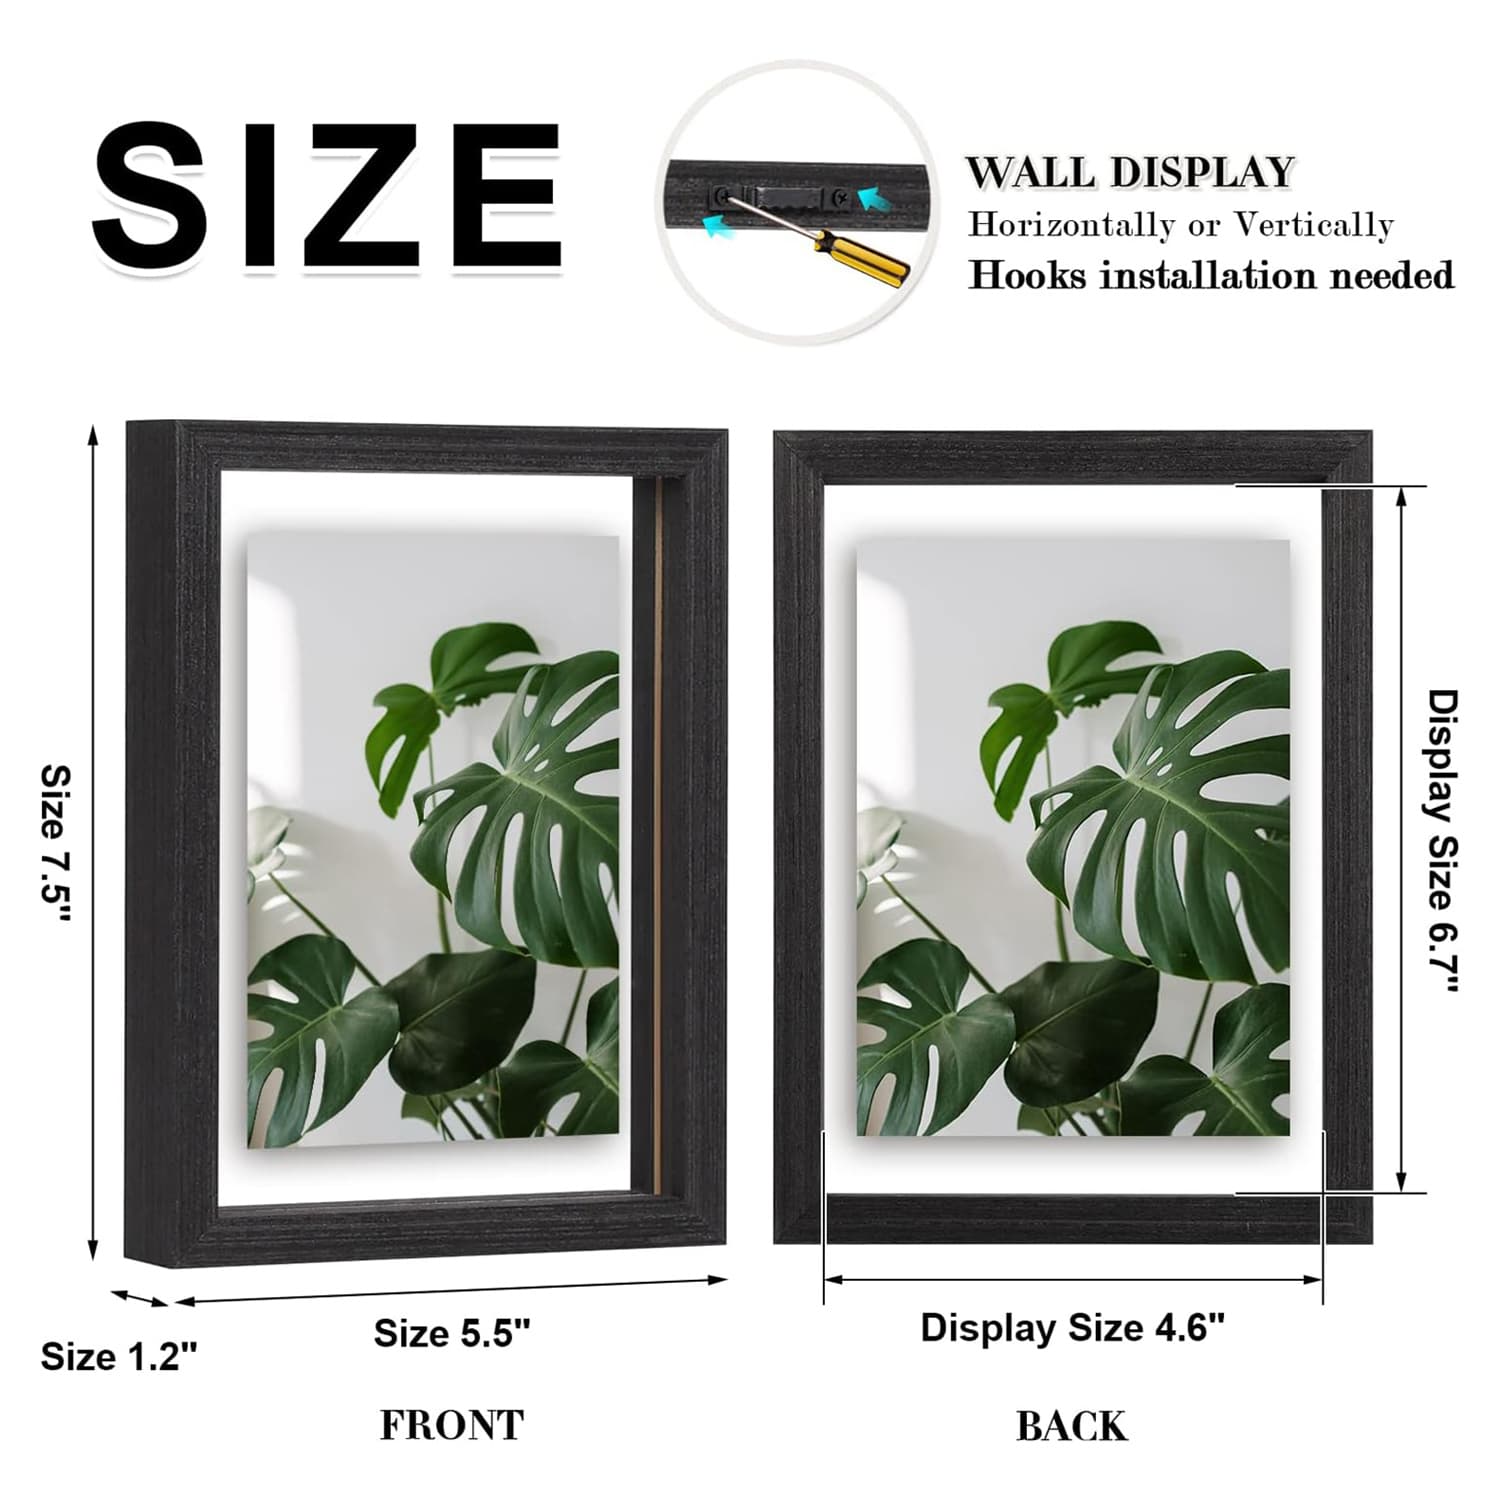 SIZE
WALL DISPLAY
Horizontally or Vertically
Hooks installation needed
Size 7.5"
Display Size 6.7"
Size 1.2"
Size 5.5"
Display Size 4.6"
FRONT
BACK